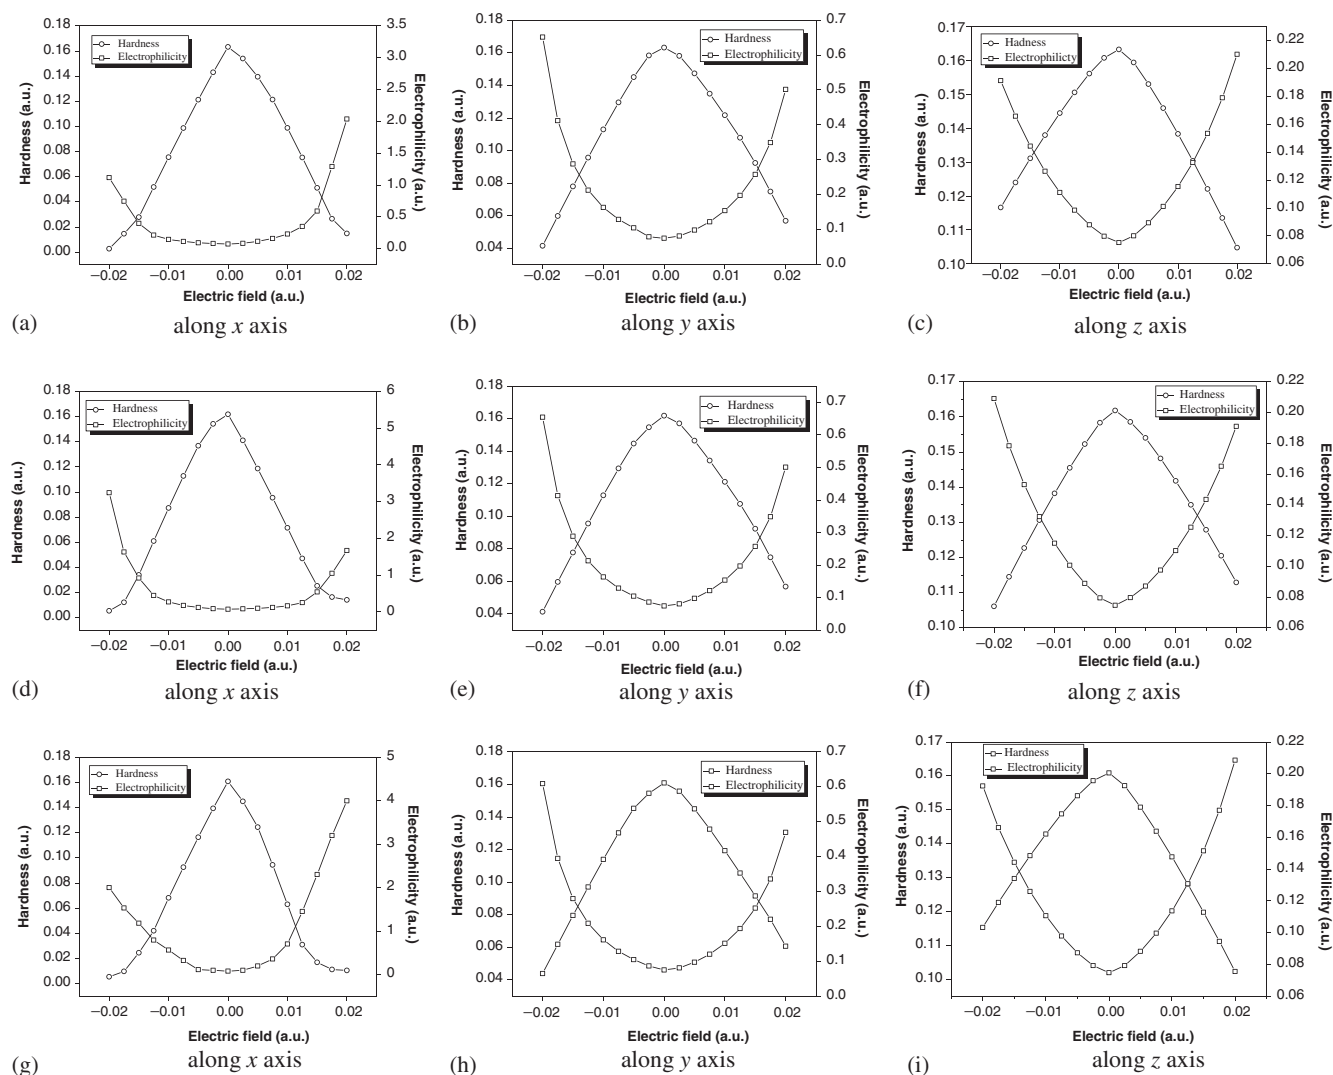 Hardness
Electrophilicity
0.18
0.16
0.14
0.12
0.10
0.08
0.06
0.04
0.02
0.00
Hardness (a.u.)
3.5
3.0
2.5
2.0
1.5
1.0
0.5
0.0
Electrophilicity (a.u.)
−0.02 −0.01 0.00 0.01 0.02
Electric field (a.u.)
(a) along x axis
Hardness
Electrophilicity
0.18
0.16
0.14
0.12
0.10
0.08
0.06
0.04
Hardness (a.u.)
0.7
0.6
0.5
0.4
0.3
0.2
0.1
0.0
Electrophilicity (a.u.)
−0.02 −0.01 0.00 0.01 0.02
Electric field (a.u.)
(b) along y axis
Hadness
Electrophilicty
0.17
0.16
0.15
0.14
0.13
0.12
0.11
0.10
Hardness (a.u.)
0.22
0.20
0.18
0.16
0.14
0.12
0.10
0.08
0.06
Electrophilicity (a.u.)
−0.02 −0.01 0.00 0.01 0.02
Electric field (a.u.)
(c) along z axis
Hardness
Electrophilicity
0.18
0.16
0.14
0.12
0.10
0.08
0.06
0.04
0.02
0.00
Hardness (a.u.)
6
5
4
3
2
1
0
Electrophilicity (a.u.)
−0.02 −0.01 0.00 0.01 0.02
Electric field (a.u.)
(d) along x axis
Hardness
Electrophilicity
0.18
0.16
0.14
0.12
0.10
0.08
0.06
0.04
Hardness (a.u.)
0.7
0.6
0.5
0.4
0.3
0.2
0.1
0.0
Electrophilicity (a.u.)
−0.02 −0.01 0.00 0.01 0.02
Electric field (a.u.)
(e) along y axis
Hardness
Electrophilicity
0.17
0.16
0.15
0.14
0.13
0.12
0.11
0.10
Hardness (a.u.)
0.22
0.20
0.18
0.16
0.14
0.12
0.10
0.08
0.06
Electrophilicity (a.u.)
−0.02 −0.01 0.00 0.01 0.02
Electric field (a.u.)
(f) along z axis
Hardness
Electrophilicity
0.18
0.16
0.14
0.12
0.10
0.08
0.06
0.04
0.02
0.00
Hardness (a.u.)
5
4
3
2
1
0
Electrophilicity (a.u.)
−0.02 −0.01 0.00 0.01 0.02
Electric field (a.u.)
(g) along x axis
Hardness
Electrophilicity
0.18
0.16
0.14
0.12
0.10
0.08
0.06
0.04
Hardness (a.u.)
0.7
0.6
0.5
0.4
0.3
0.2
0.1
0.0
Electrophilicity (a.u.)
−0.02 −0.01 0.00 0.01 0.02
Electric field (a.u.)
(h) along y axis
Hardness
Electrophilicity
0.17
0.16
0.15
0.14
0.13
0.12
0.11
0.10
Hardness (a.u.)
0.22
0.20
0.18
0.16
0.14
0.12
0.10
0.08
0.06
Electrophilicity (a.u.)
−0.02 −0.01 0.00 0.01 0.02
Electric field (a.u.)
(i) along z axis